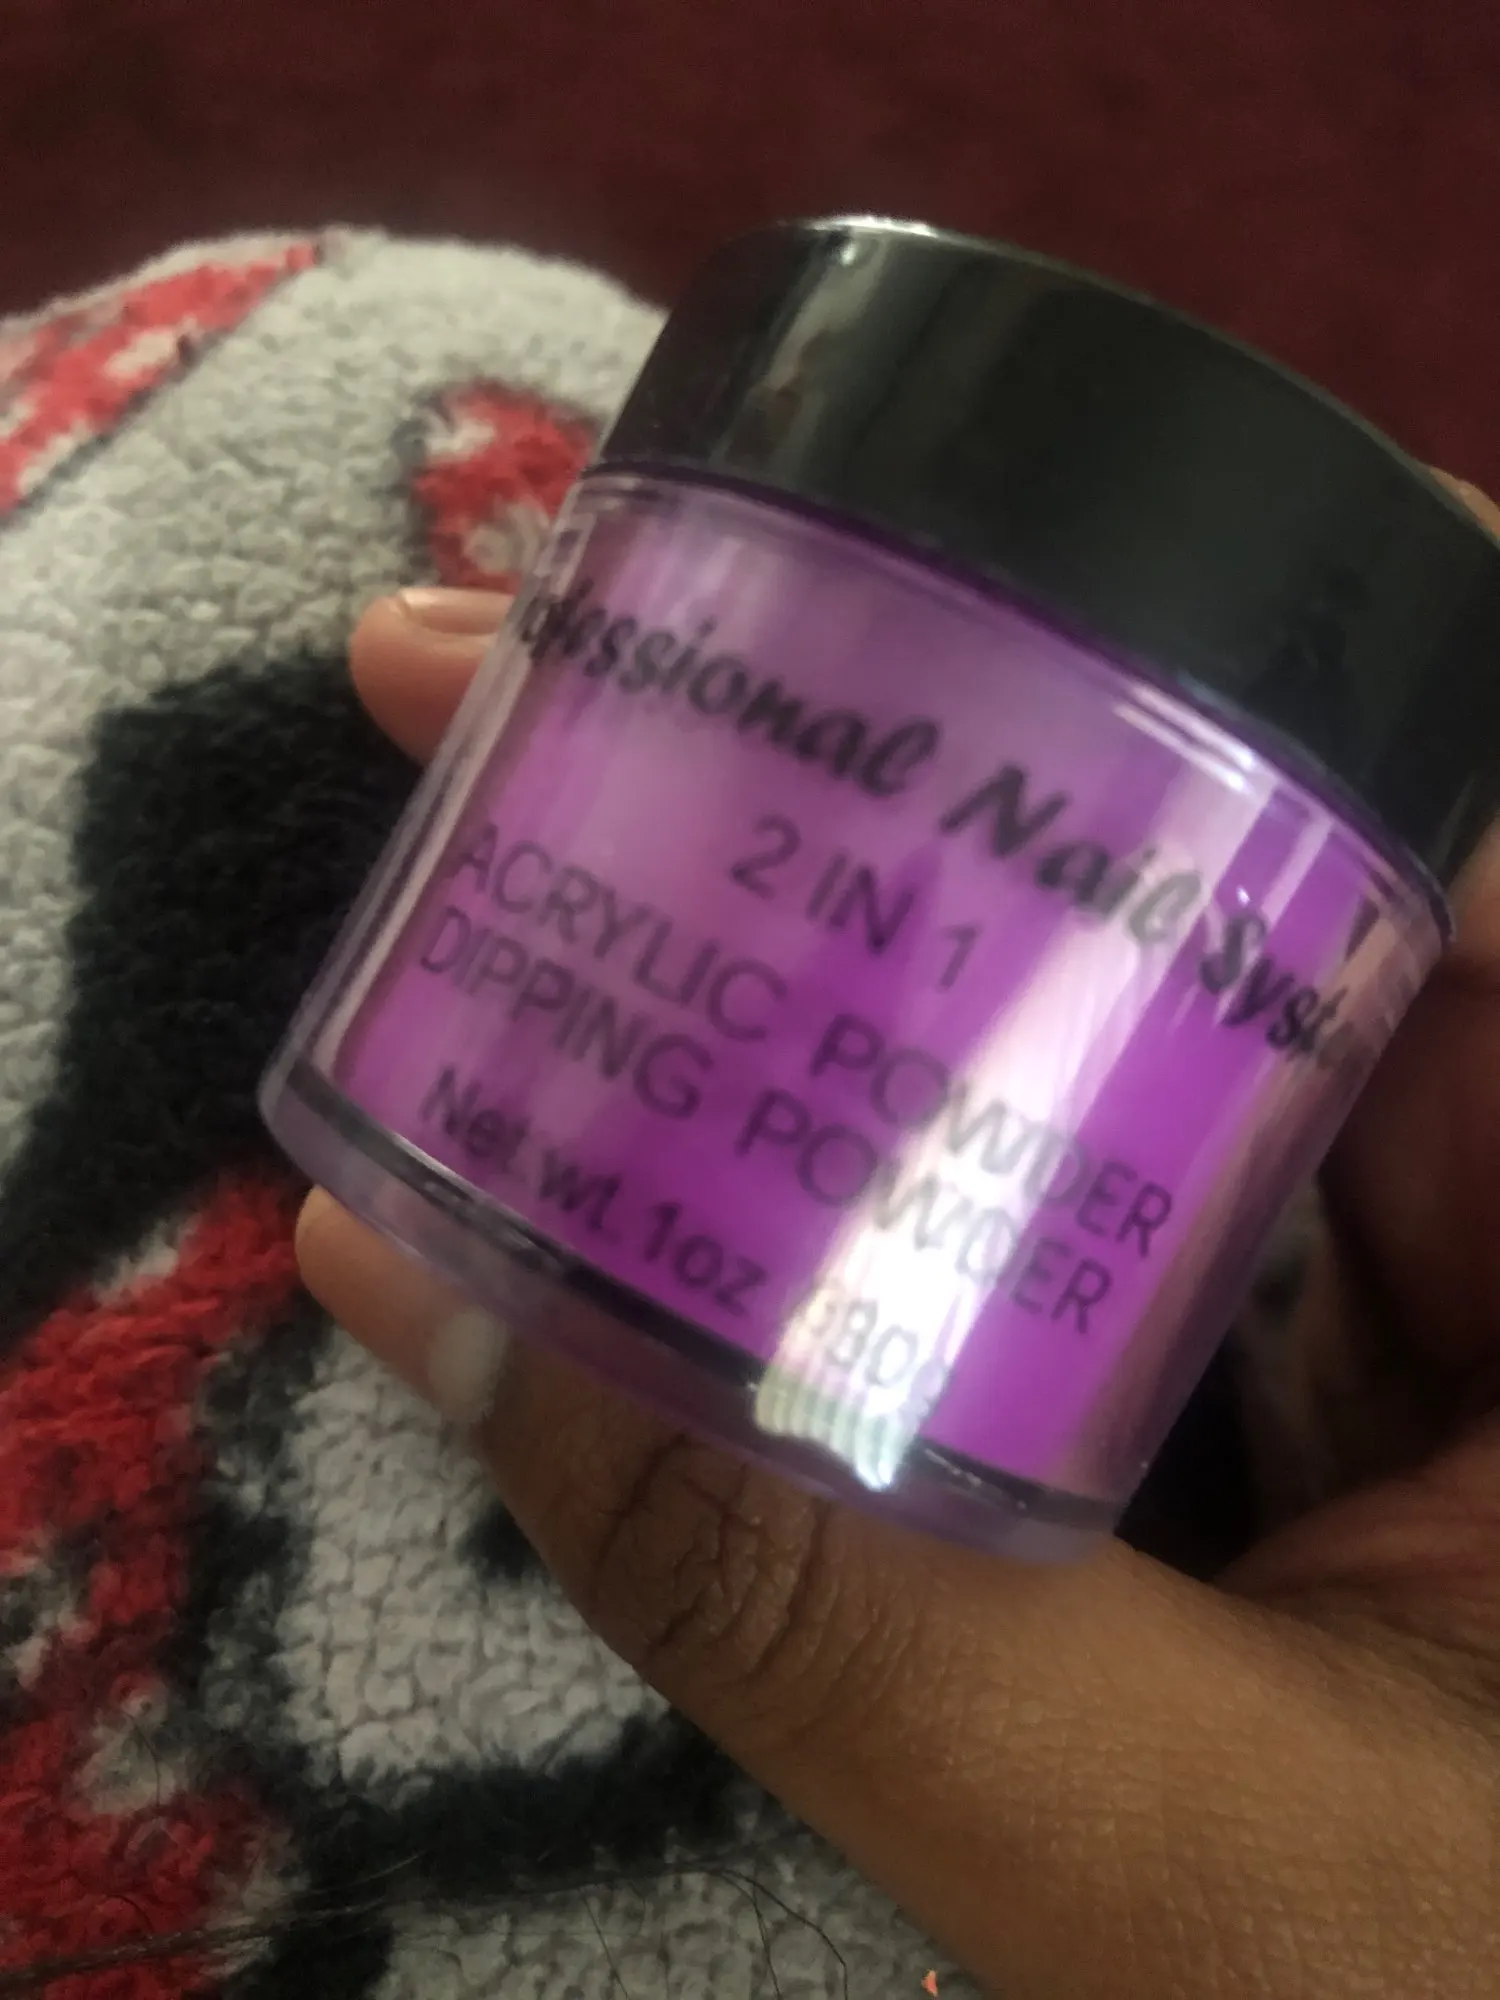 ofessional Nail Syst
2 IN 1
ACRYLIC POWDER
DIPPING POWDER
Net.wt. 1oz